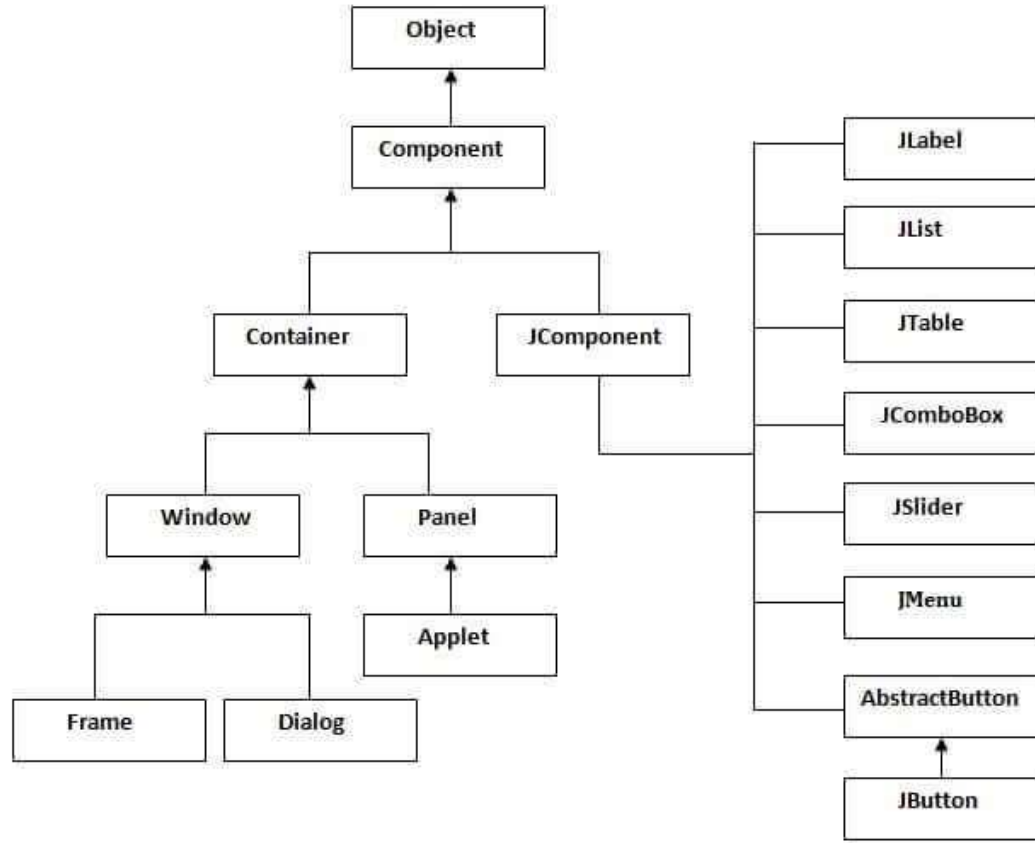 Object
Component
Container
JComponent
Window
Panel
Applet
Frame
Dialog
JLabel
JList
JTable
JComboBox
JSlider
JMenu
AbstractButton
JButton